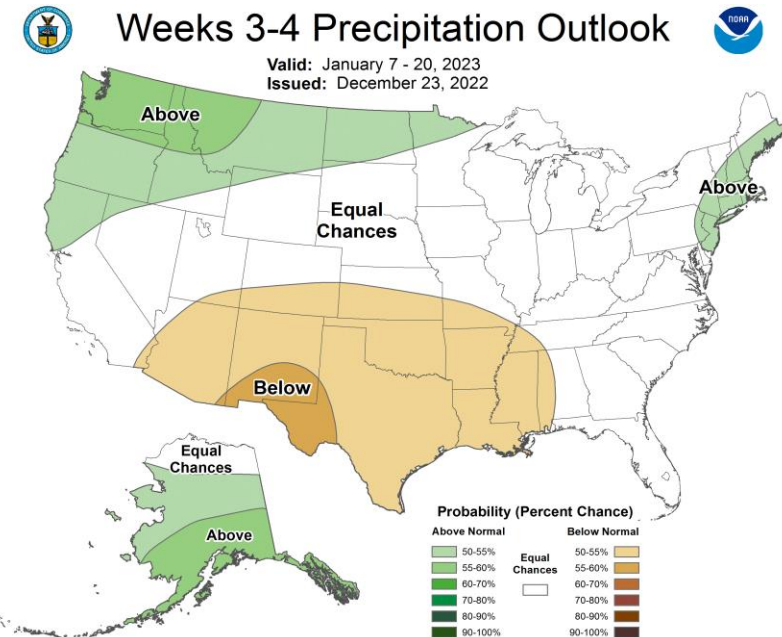 Weeks 3-4 Precipitation Outlook
NOAA
Valid: January 7 - 20, 2023
Issued: December 23, 2022
Above
Above
Equal
Chances
Below
Equal
Chances
Above
Probability (Percent Chance)
Above Normal
Below Normal
Equal
Chances
50-55%
55-60%
60-70%
70-80%
80-90%
90-100%
50-55%
55-60%
60-70%
70-80%
80-90%
90-100%